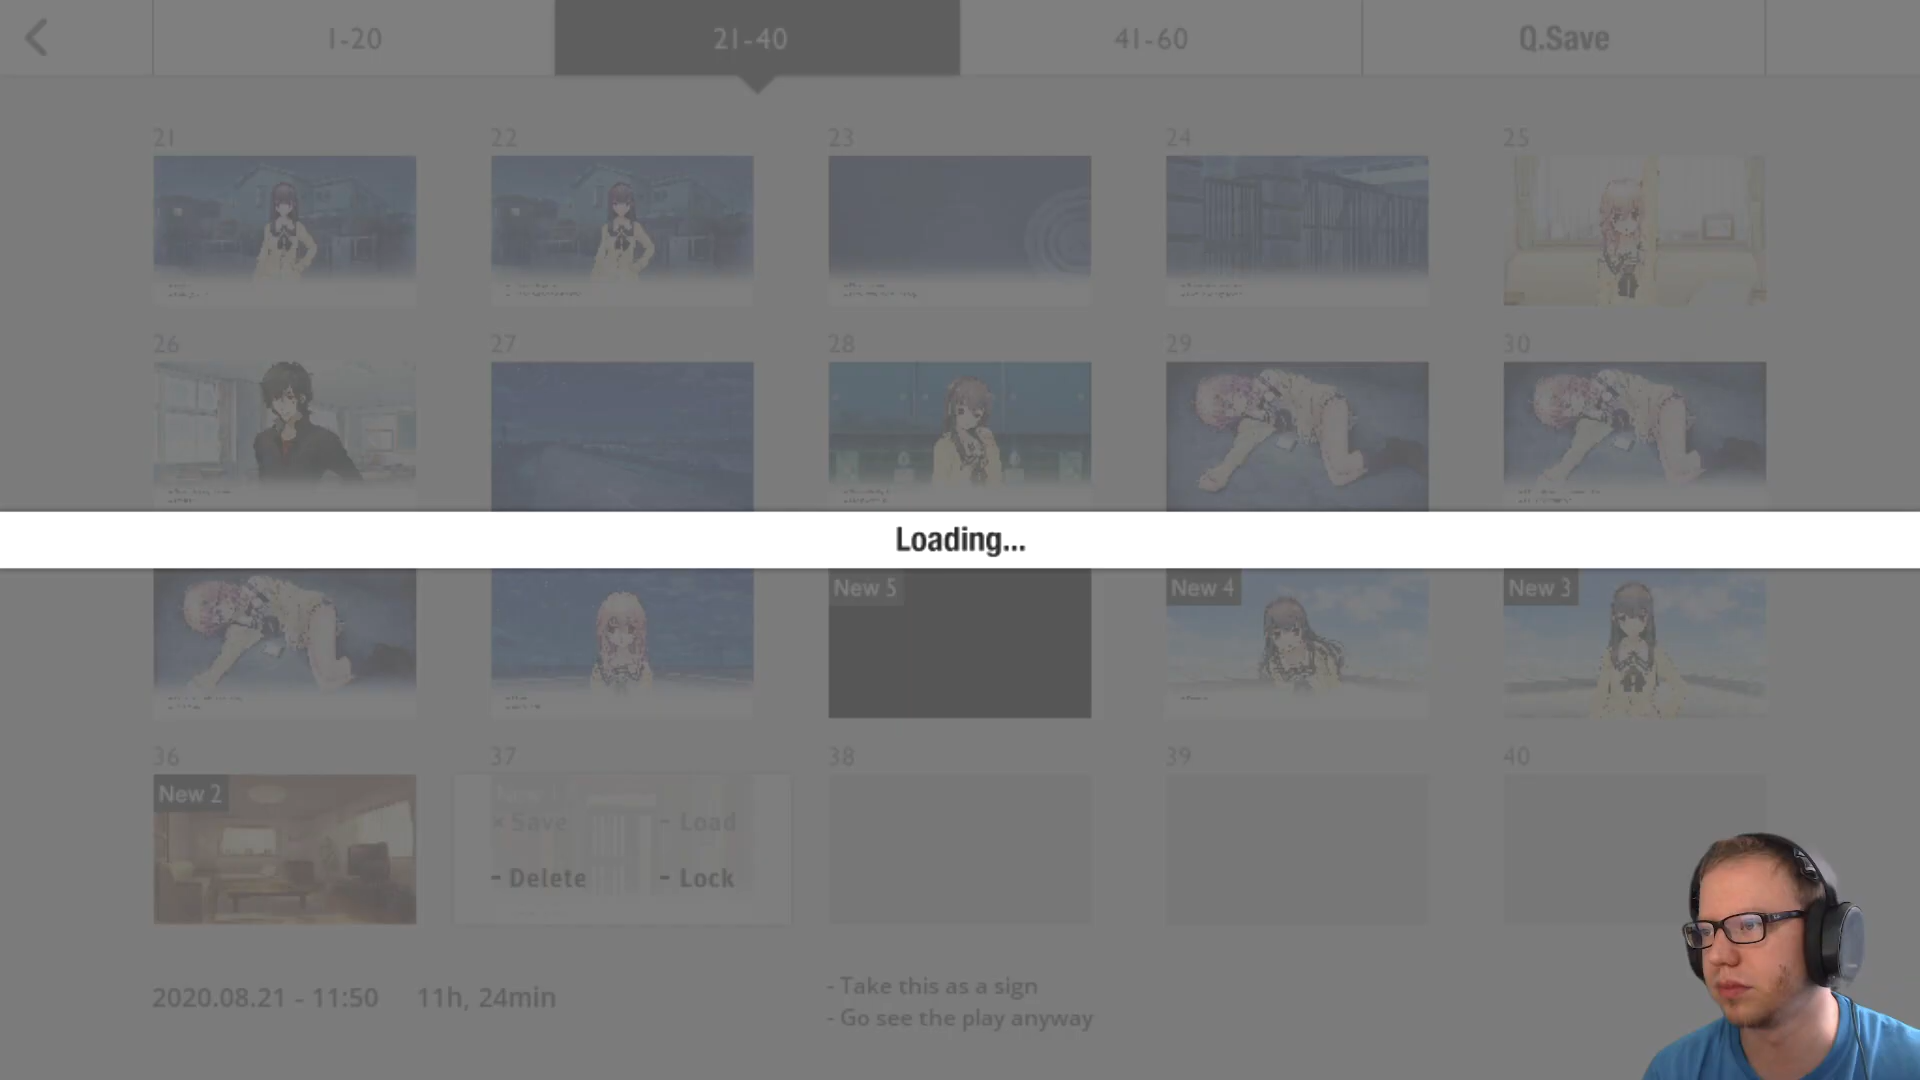 1-20
21-40
41-60
Q.Save
21
22
23
24
25
26
27
28
29
30
Loading...
New 5
New 4
New 3
36
37
38
39
40
New 2
× Save
- Load
- Delete
- Lock
2020.08.21 - 11:50
11h, 24min
- Take this as a sign
- Go see the play anyway